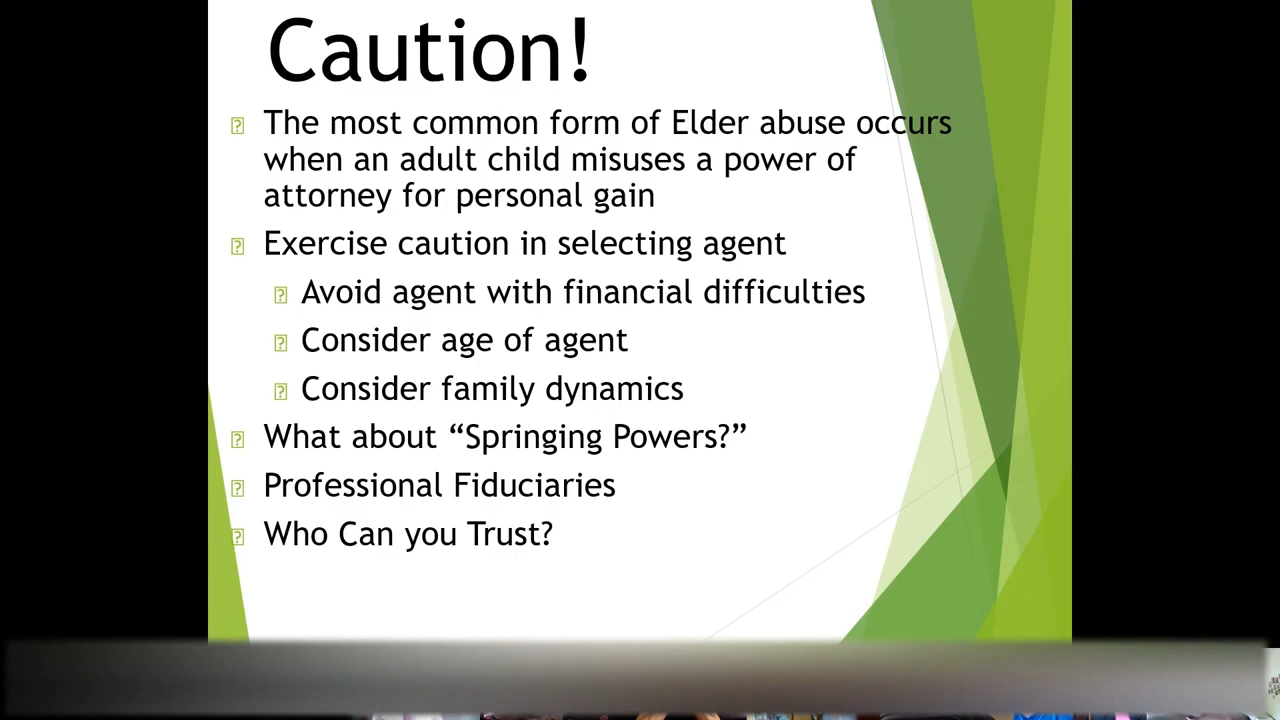 Caution!
The most common form of Elder abuse occurs
when an adult child misuses a power of
attorney for personal gain
Exercise caution in selecting agent
Avoid agent with financial difficulties
Consider age of agent
Consider family dynamics
What about “Springing Powers?”
Professional Fiduciaries
Who Can you Trust?